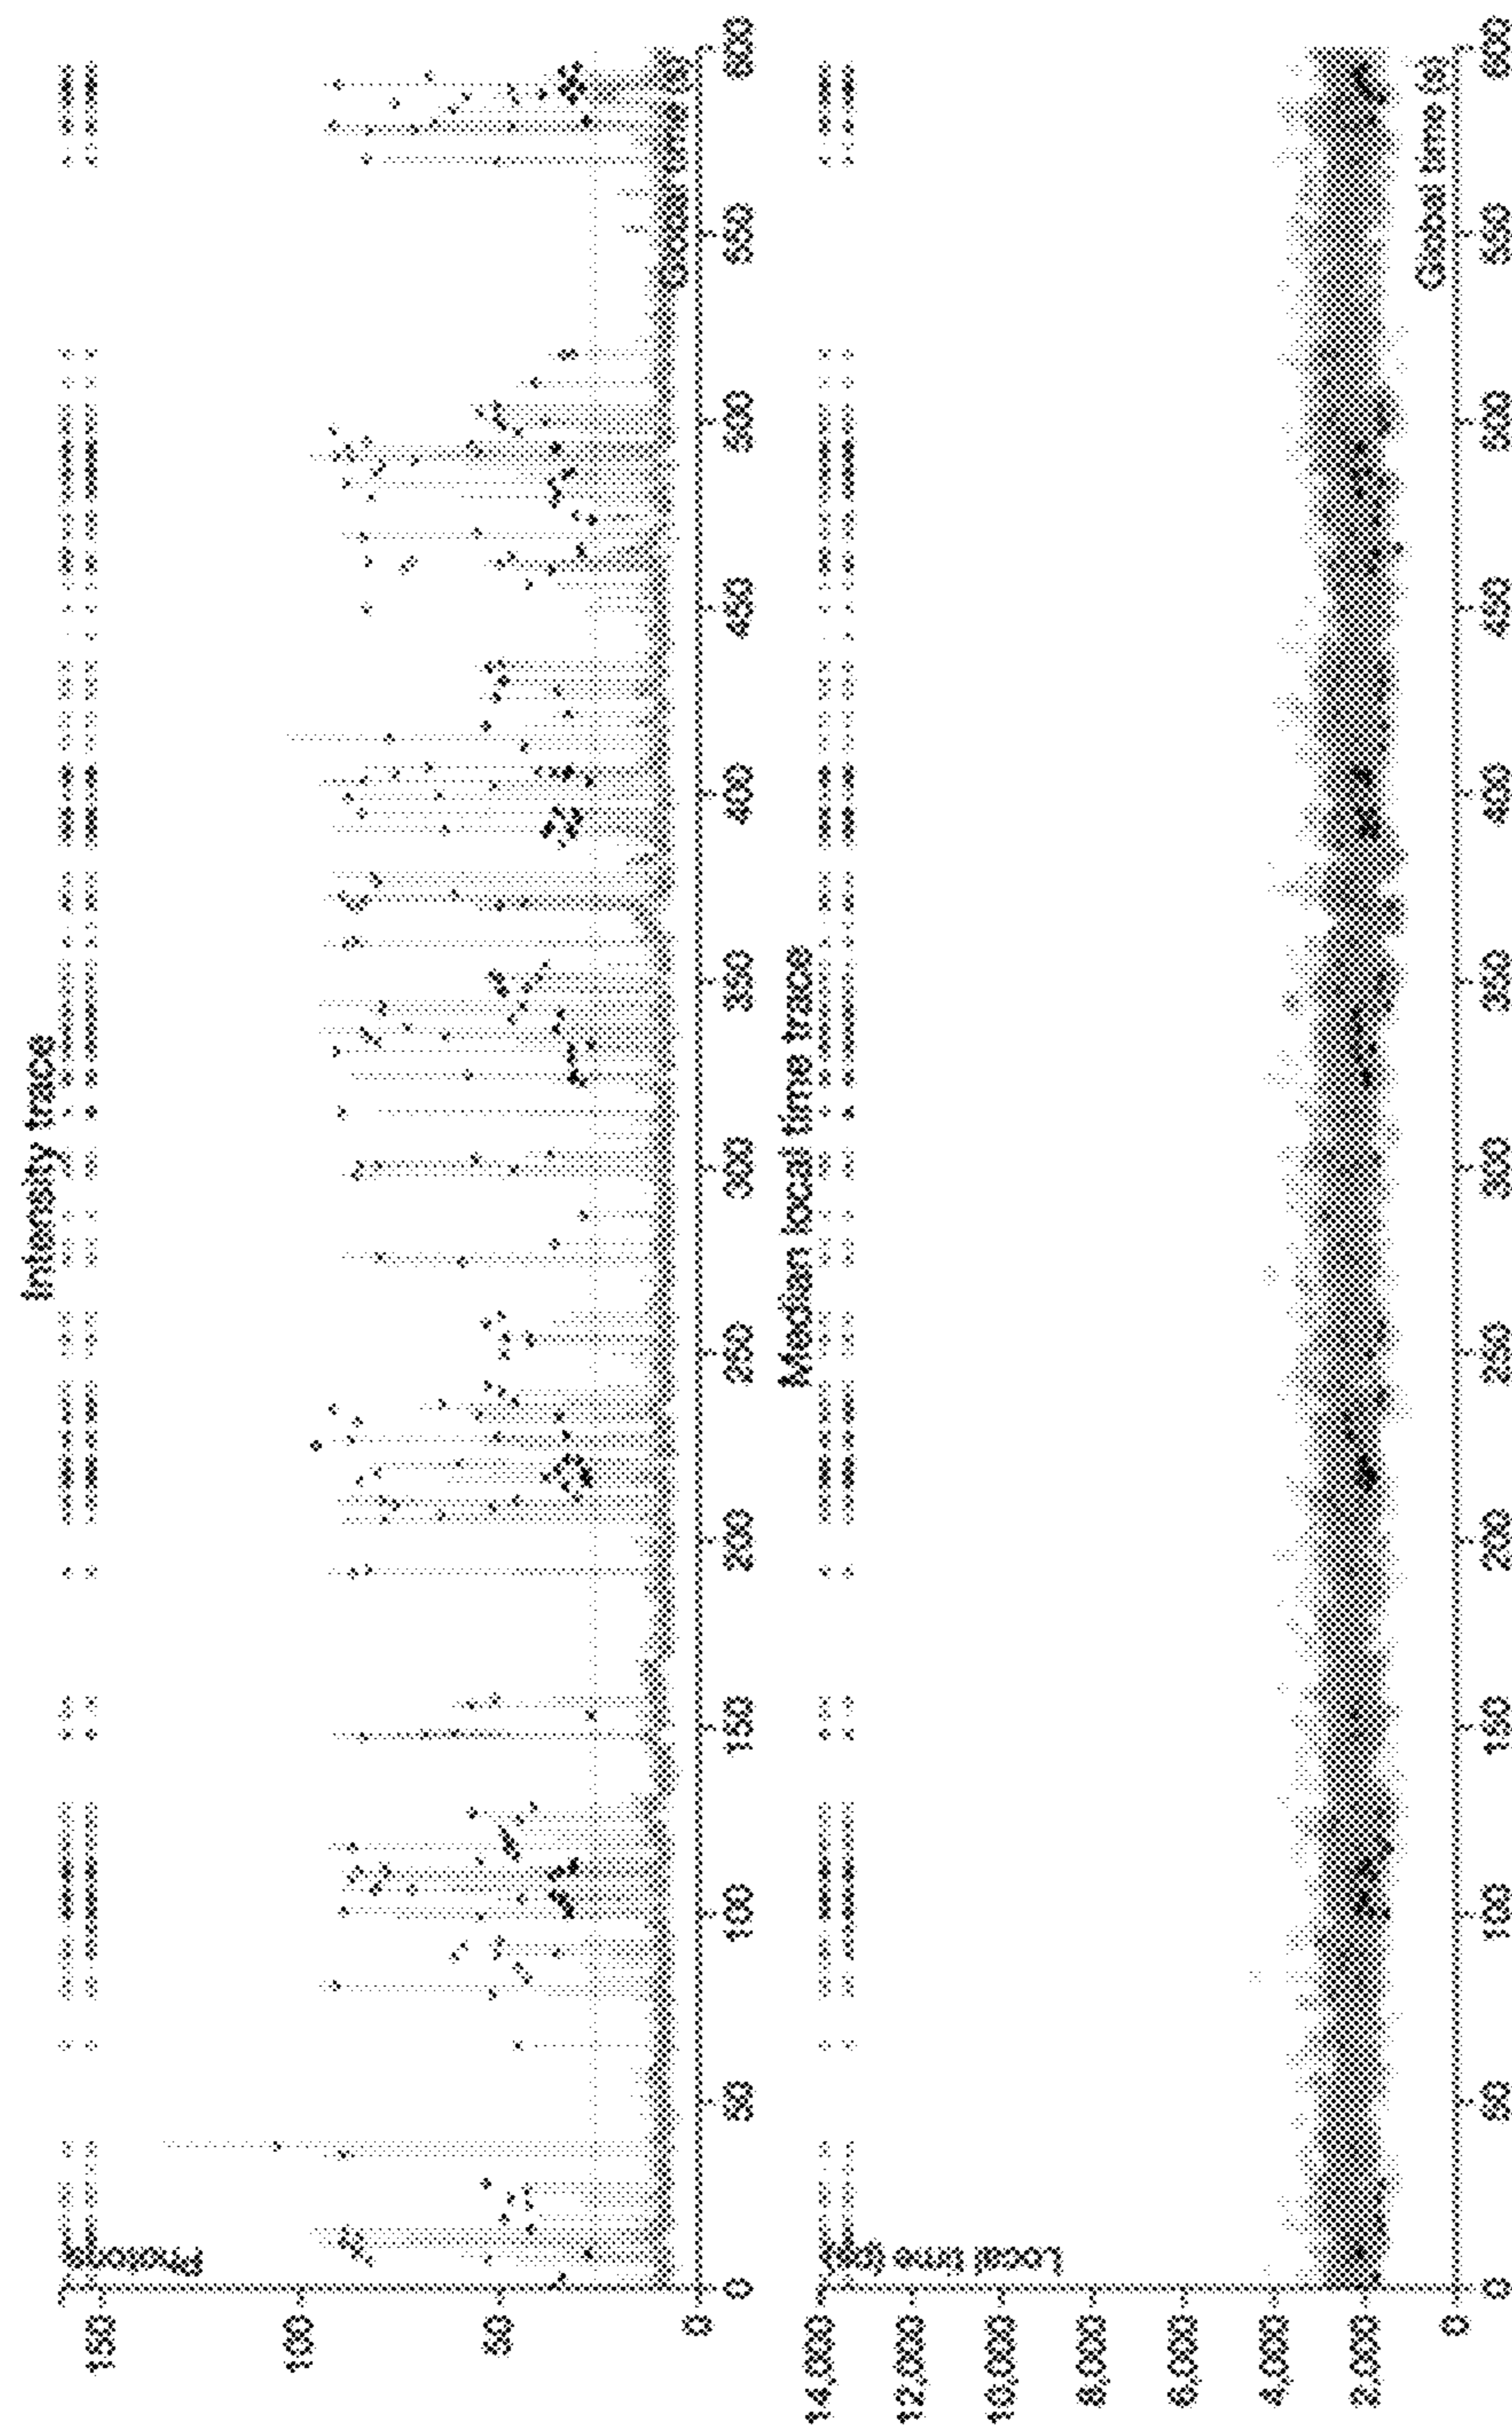 Intensity trace
Photons
150
100
50
0
0 50 100 150 200 250 300 350 400 450 500 550 600
Global time (s)
Median local time trace
Local time (ps)
14,000
12,000
10,000
8,000
6,000
4,000
2,000
0
0 50 100 150 200 250 300 350 400 450 500 550 600
Global time (s)